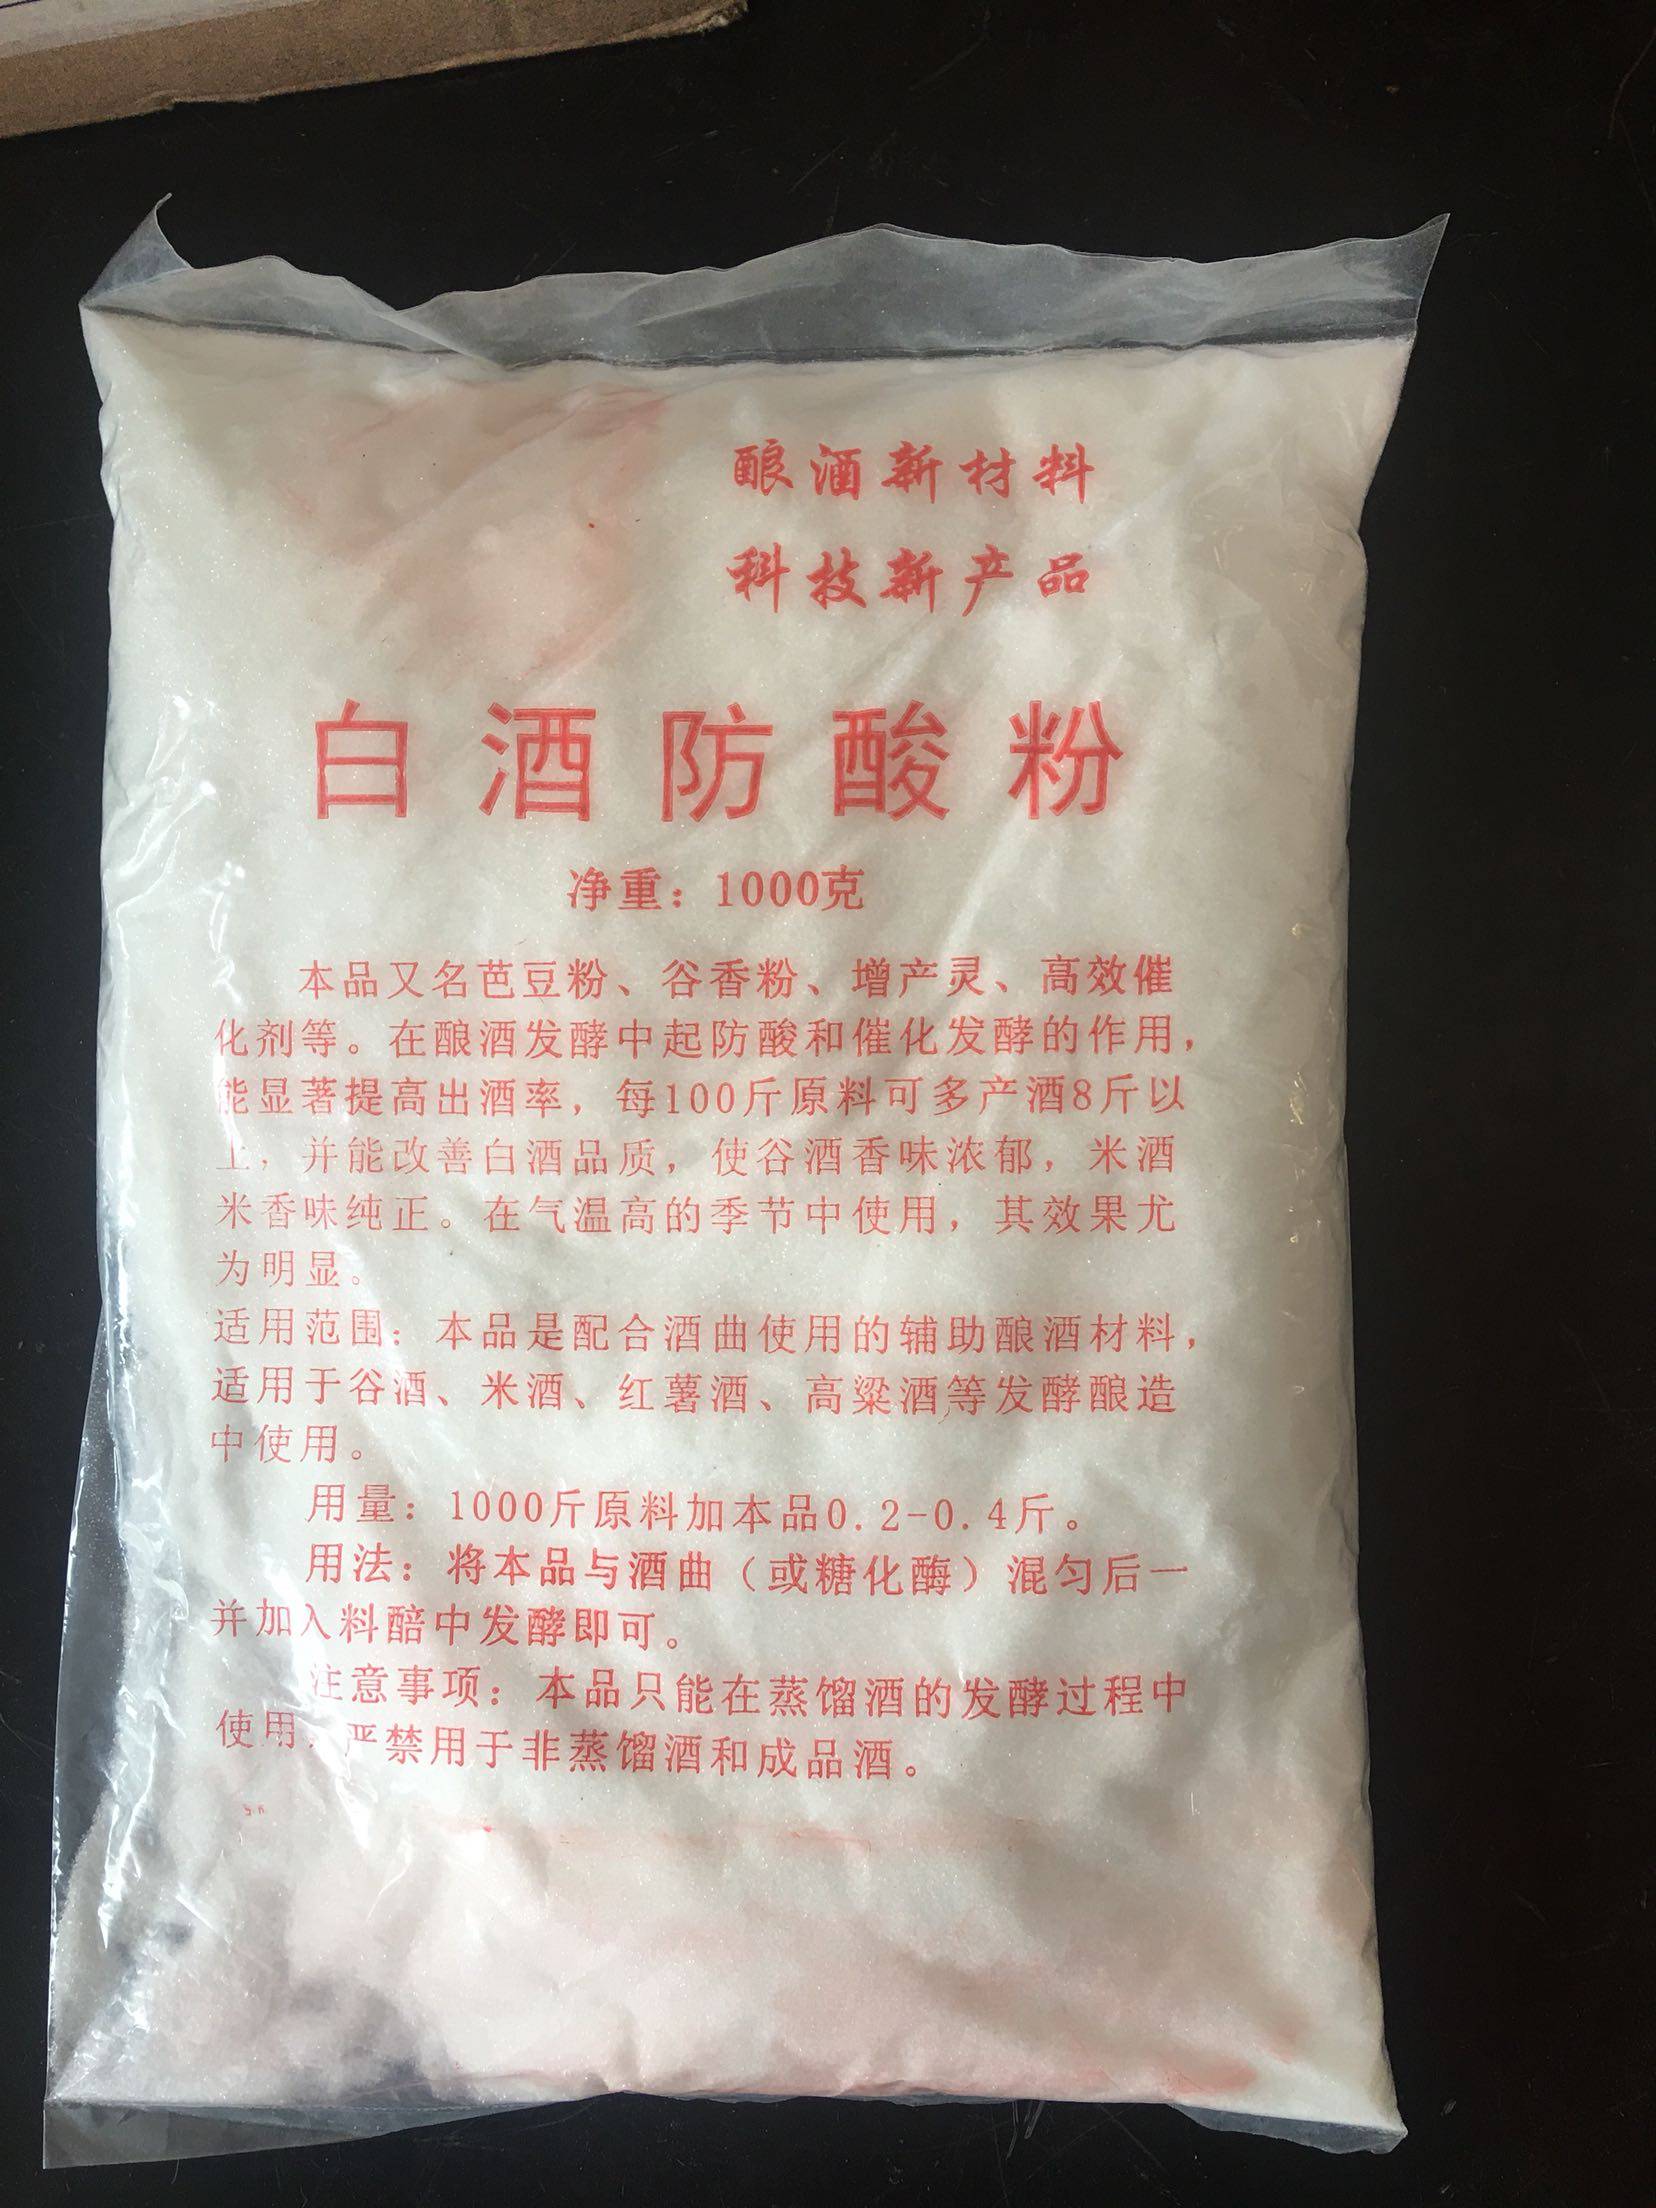 酿酒新材料
科技新产品
白酒防酸粉
净重：1000克
本品又名芭豆粉、谷香粉、增产灵、高效催
化剂等。在酿酒发酵中起防酸和催化发酵的作用，
能显著提高出酒率，每100斤原料可多产酒8斤以
上，并能改善白酒品质，使谷酒香味浓郁，米酒
米香味纯正。在气温高的季节中使用，其效果尤
为明显。
适用范围：本品是配合酒曲使用的辅助酿酒材料，
适用于谷酒、米酒、红薯酒、高粱酒等发酵酿造
中使用。
用量：1000斤原料加本品0.2-0.4斤。
用法：将本品与酒曲（或糖化酶）混匀后一
并加入料醅中发酵即可。
注意事项：本品只能在蒸馏酒的发酵过程中
使用，严禁用于非蒸馏酒和成品酒。